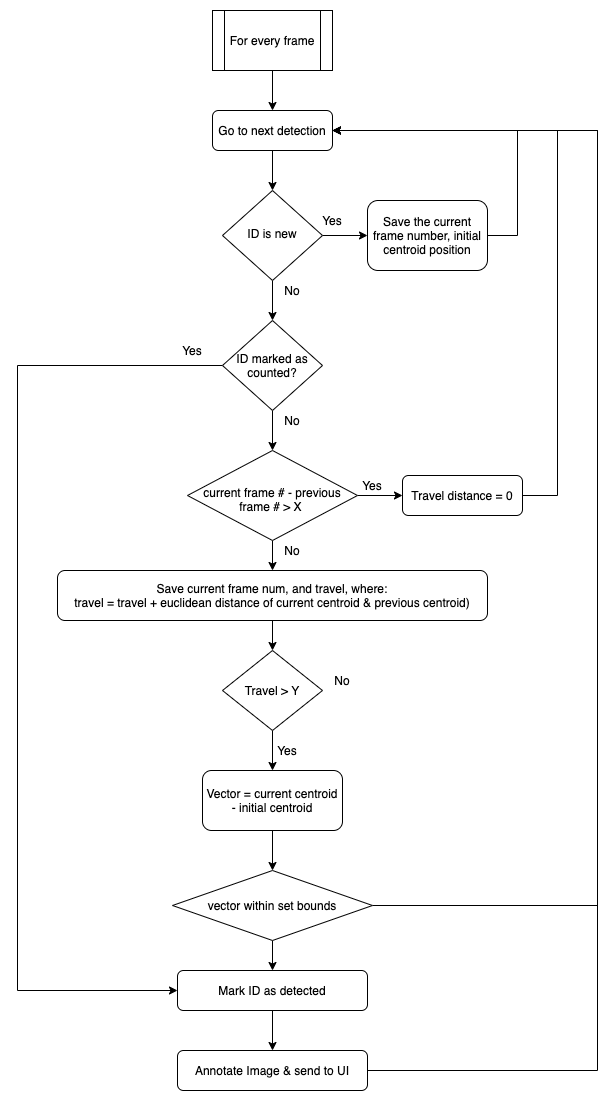 For every frame
Go to next detection
ID is new
Yes
Save the current
frame number, initial
centroid position
No
Yes
ID marked as
counted?
No
current frame # - previous
frame # > X
Yes
Travel distance = 0
No
Save current frame num, and travel, where:
travel = travel + euclidean distance of current centroid & previous centroid)
Travel > Y
No
Yes
Vector = current centroid
- initial centroid
vector within set bounds
Mark ID as detected
Annotate Image & send to UI